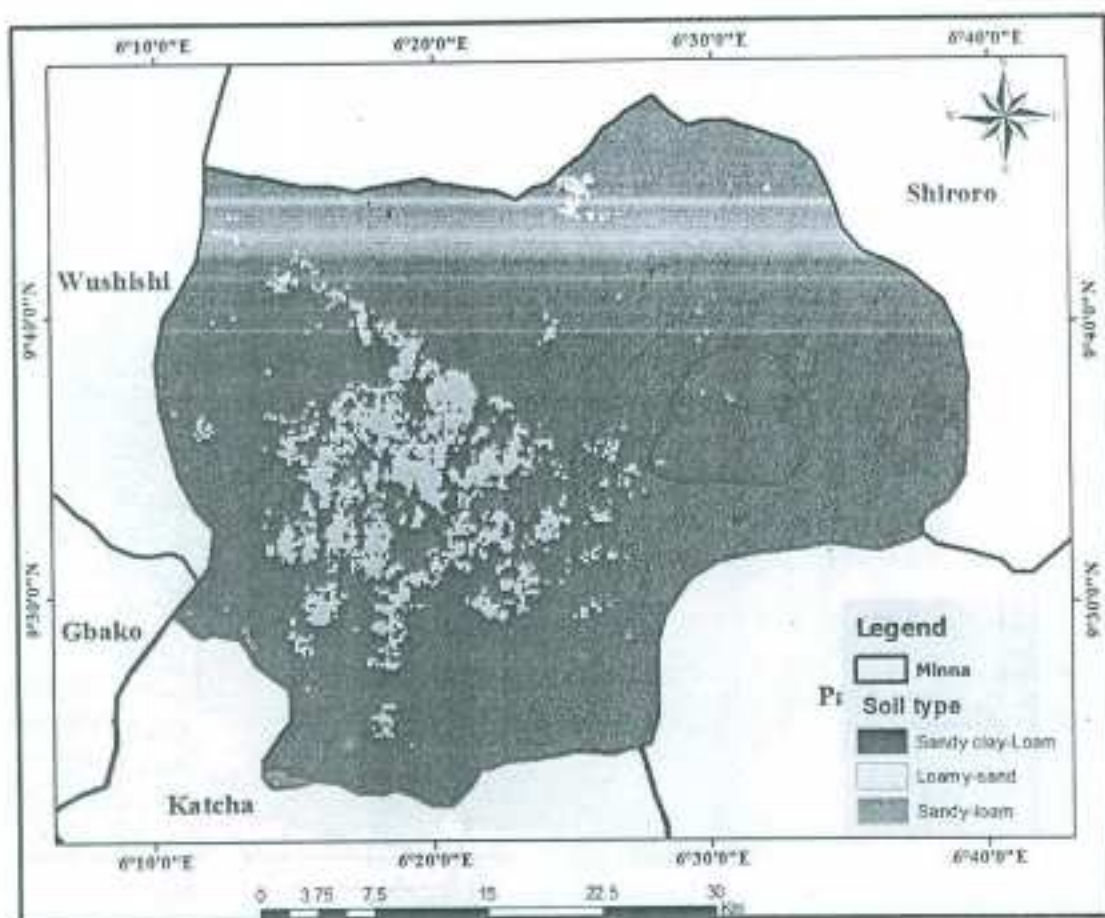 6°10'0"E 6°20'0"E 6°30'0"E 6°40'0"E
Shiroro
Wushishi
9°40'0"N 9°40'0"N
9°30'0"N
Gbako
Katcha
Legend
Minna
Soil type
Sandy clay-Loam
Loamy-sand
Sandy-loam
6°10'0"E 6°20'0"E 6°30'0"E 6°40'0"E
0 3.75 7.5 15 22.5 30
Km